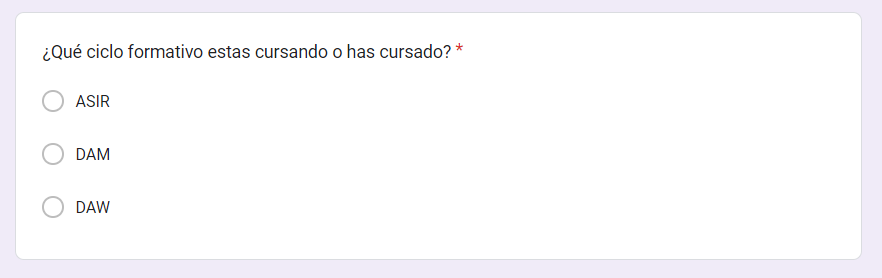 ¿Qué ciclo formativo estas cursando o has cursado? *
ASIR
DAM
DAW